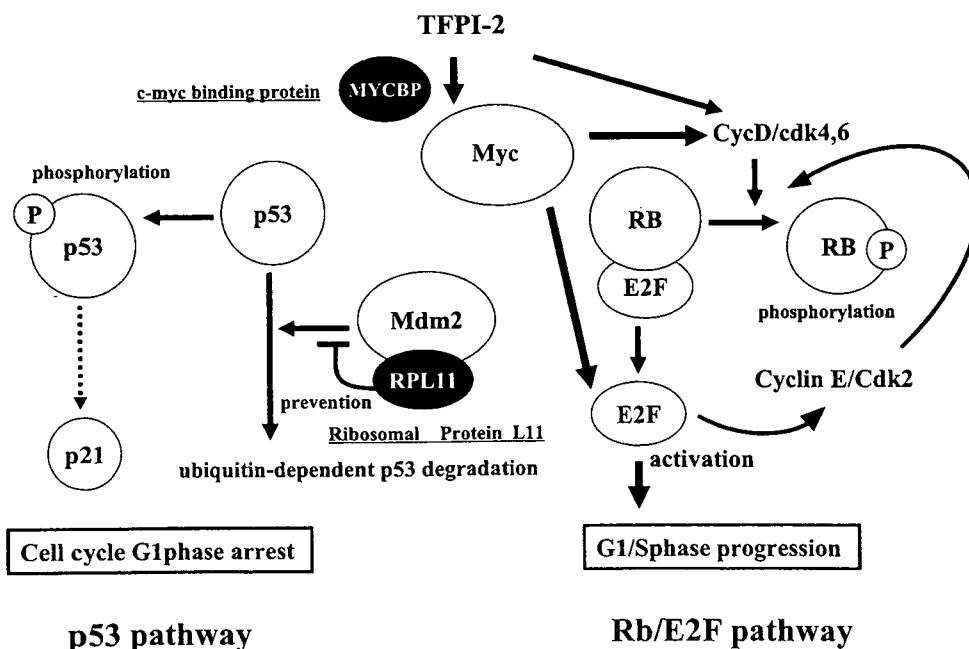 TFPI-2
c-myc binding protein
MYCBP
Myc
CycD/cdk4,6
phosphorylation
P
p53
p53
RB
E2F
RB
P
phosphorylation
Mdm2
RPL11
prevention
Ribosomal Protein L11
ubiquitin-dependent p53 degradation
p21
Cyclin E/Cdk2
E2F
activation
Cell cycle G1phase arrest
G1/Sphase progression
p53 pathway
Rb/E2F pathway